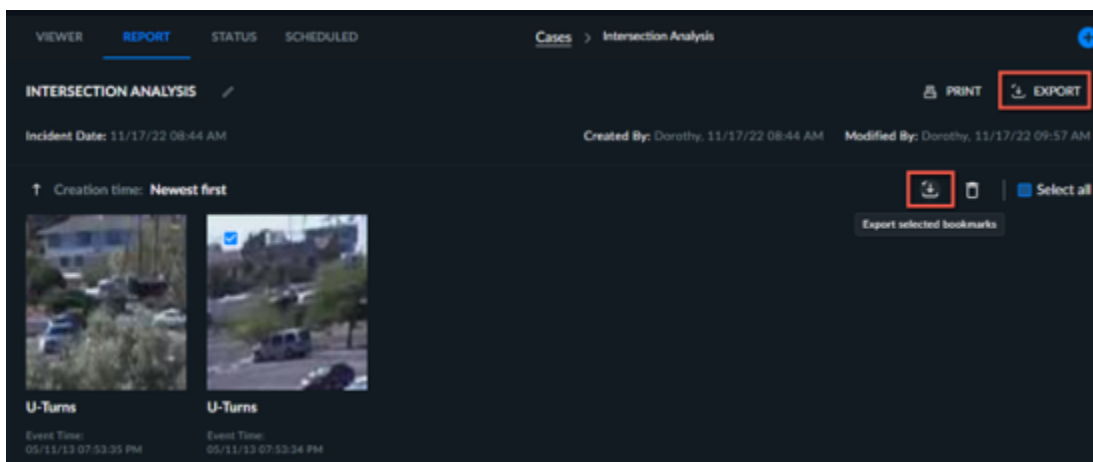 VIEWER REPORT STATUS SCHEDULED Cases > Intersection Analysis
INTERSECTION ANALYSIS PRINT EXPORT
Incident Date: 11/17/22 08:44 AM Created By: Dorothy, 11/17/22 08:44 AM Modified By: Dorothy, 11/17/22 09:57 AM
↑ Creation time: Newest first Select all
Export selected bookmarks
U-Turns U-Turns
Event Time: Event Time:
05/11/13 07:53:35 PM 05/11/13 07:53:34 PM